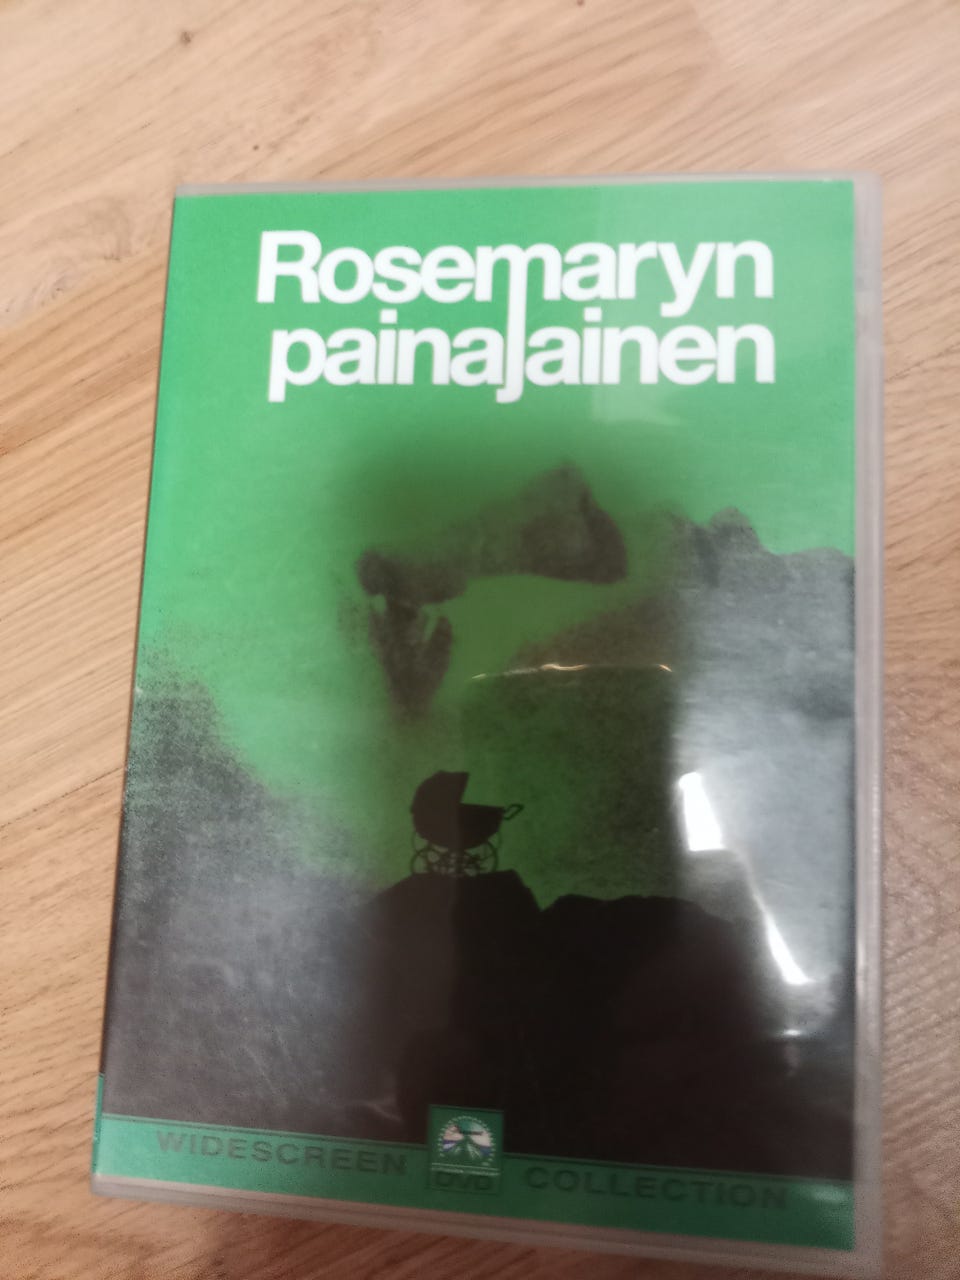 Rosemaryn
painajainen
WIDESCREEN DVD COLLECTION